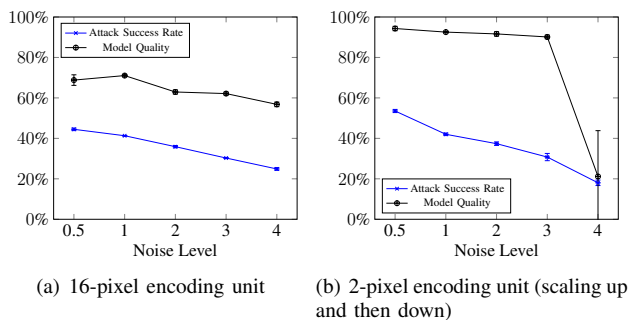 100%
80%
60%
40%
20%
0%
Attack Success Rate
Model Quality
0.5 1 2 3 4
Noise Level
(a) 16-pixel encoding unit
100%
80%
60%
40%
20%
0%
Attack Success Rate
Model Quality
0.5 1 2 3 4
Noise Level
(b) 2-pixel encoding unit (scaling up
and then down)